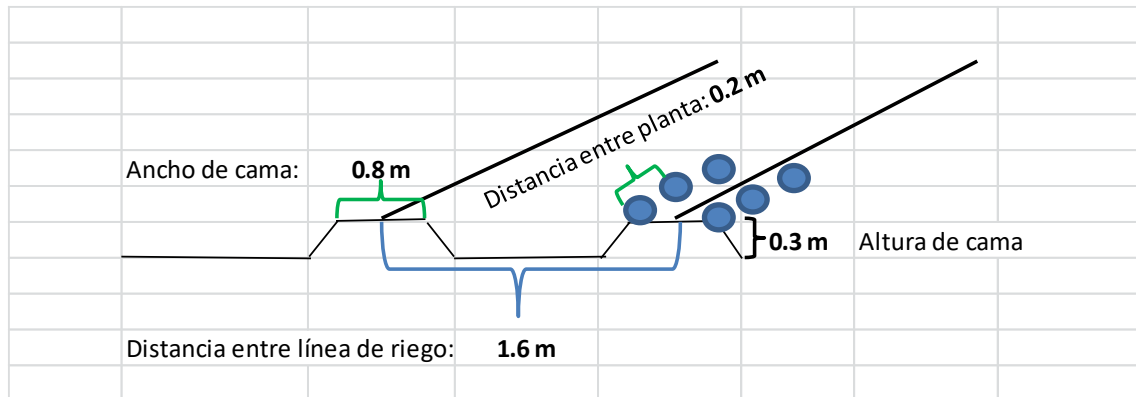 Distancia entre planta: 0.2 m
Ancho de cama: 0.8 m
0.3 m Altura de cama
Distancia entre línea de riego: 1.6 m